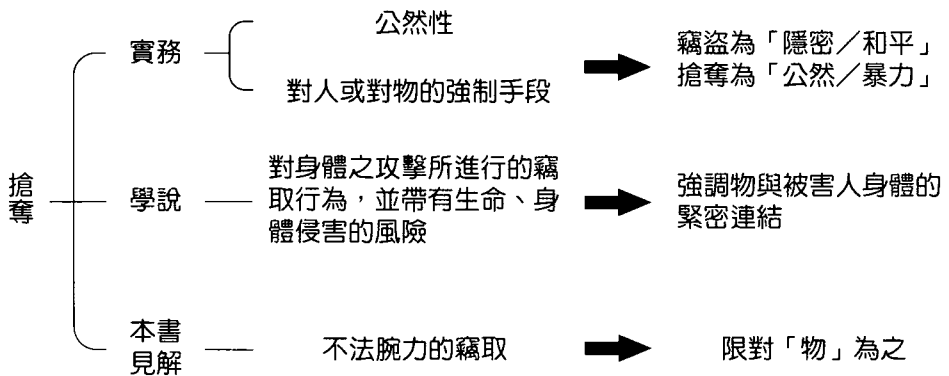 搶奪
實務
公然性
對人或對物的強制手段
竊盜為「隱密／和平」
搶奪為「公然／暴力」
學說
對身體之攻擊所進行的竊
取行為，並帶有生命、身
體侵害的風險
強調物與被害人身體的
緊密連結
本書
見解
不法腕力的竊取
限對「物」為之